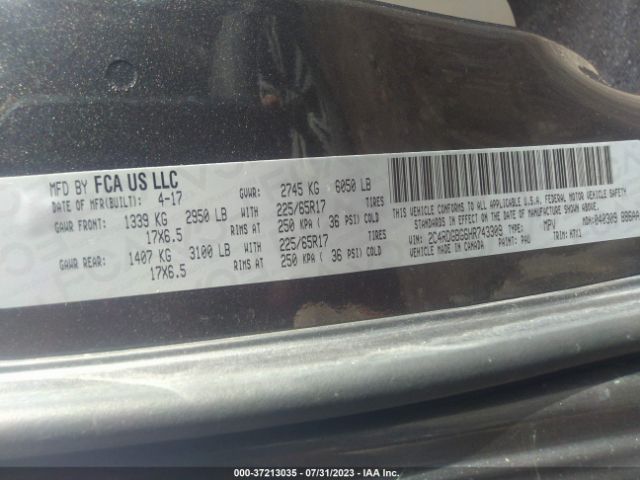 MFD BY FCA US LLC
DATE OF MFR(BUILT): 4-17 GVWR: 2745 KG 6050 LB
GAWR FRONT: 1339 KG 2950 LB WITH 225/65R17 TIRES
17X6.5 RIMS AT 250 KPA ( 36 PSI) COLD
GAWR REAR: 1407 KG 3100 LB WITH 225/65R17 TIRES
17X6.5 RIMS AT 250 KPA ( 36 PSI) COLD
THIS VEHICLE CONFORMS TO ALL APPLICABLE U.S.A. FEDERAL MOTOR VEHICLE SAFETY
STANDARDS IN EFFECT ON THE DATE OF MANUFACTURE SHOWN ABOVE.
VIN: 2C4RDGBG6HR743309 TYPE: MPV MDH:040309
VEHICLE MADE IN CANADA PAINT: PAU TRIM: H7X1
000-37213035 - 07/31/2023 - IAA Inc.